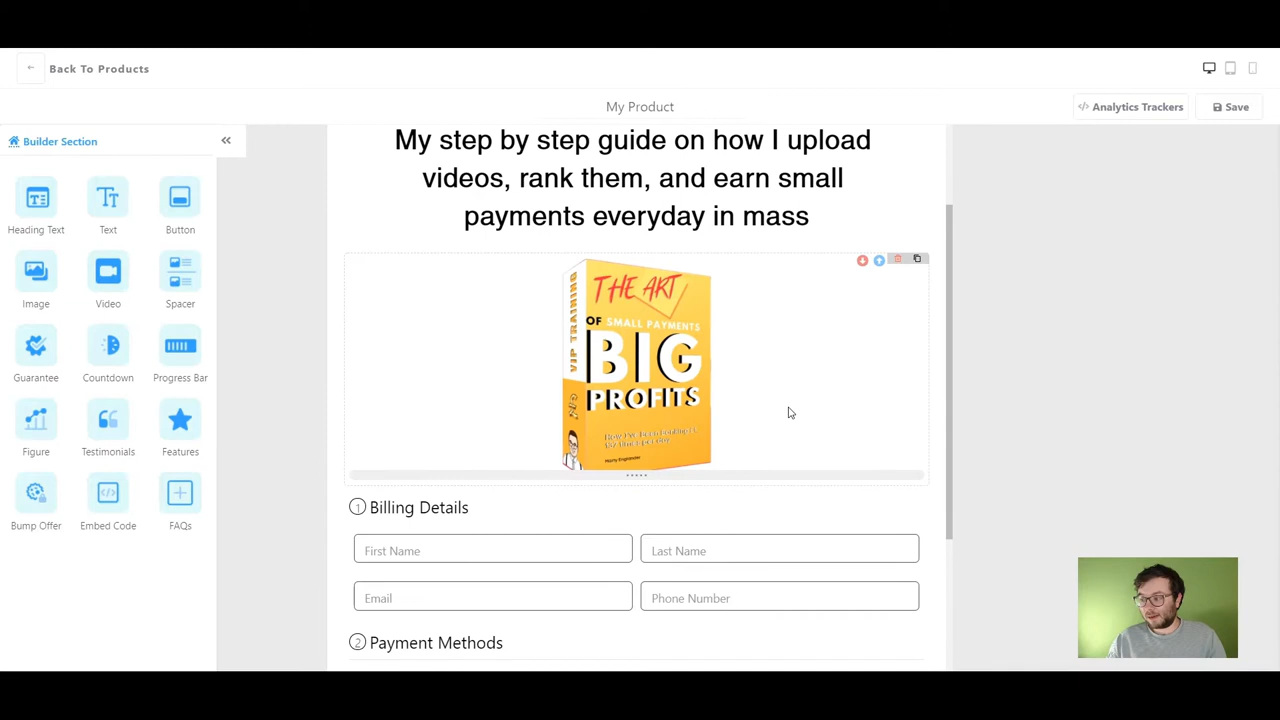 Back To Products
My Product
Analytics Trackers
Save
Builder Section
Heading Text
Text
Button
Image
Video
Spacer
Guarantee
Countdown
Progress Bar
Figure
Testimonials
Features
Bump Offer
Embed Code
FAQs
My step by step guide on how I upload
videos, rank them, and earn small
payments everyday in mass
VIP TRAINING
THE ART
OF SMALL PAYMENTS
BIG
PROFITS
1 Billing Details
First Name
Last Name
Email
Phone Number
2 Payment Methods